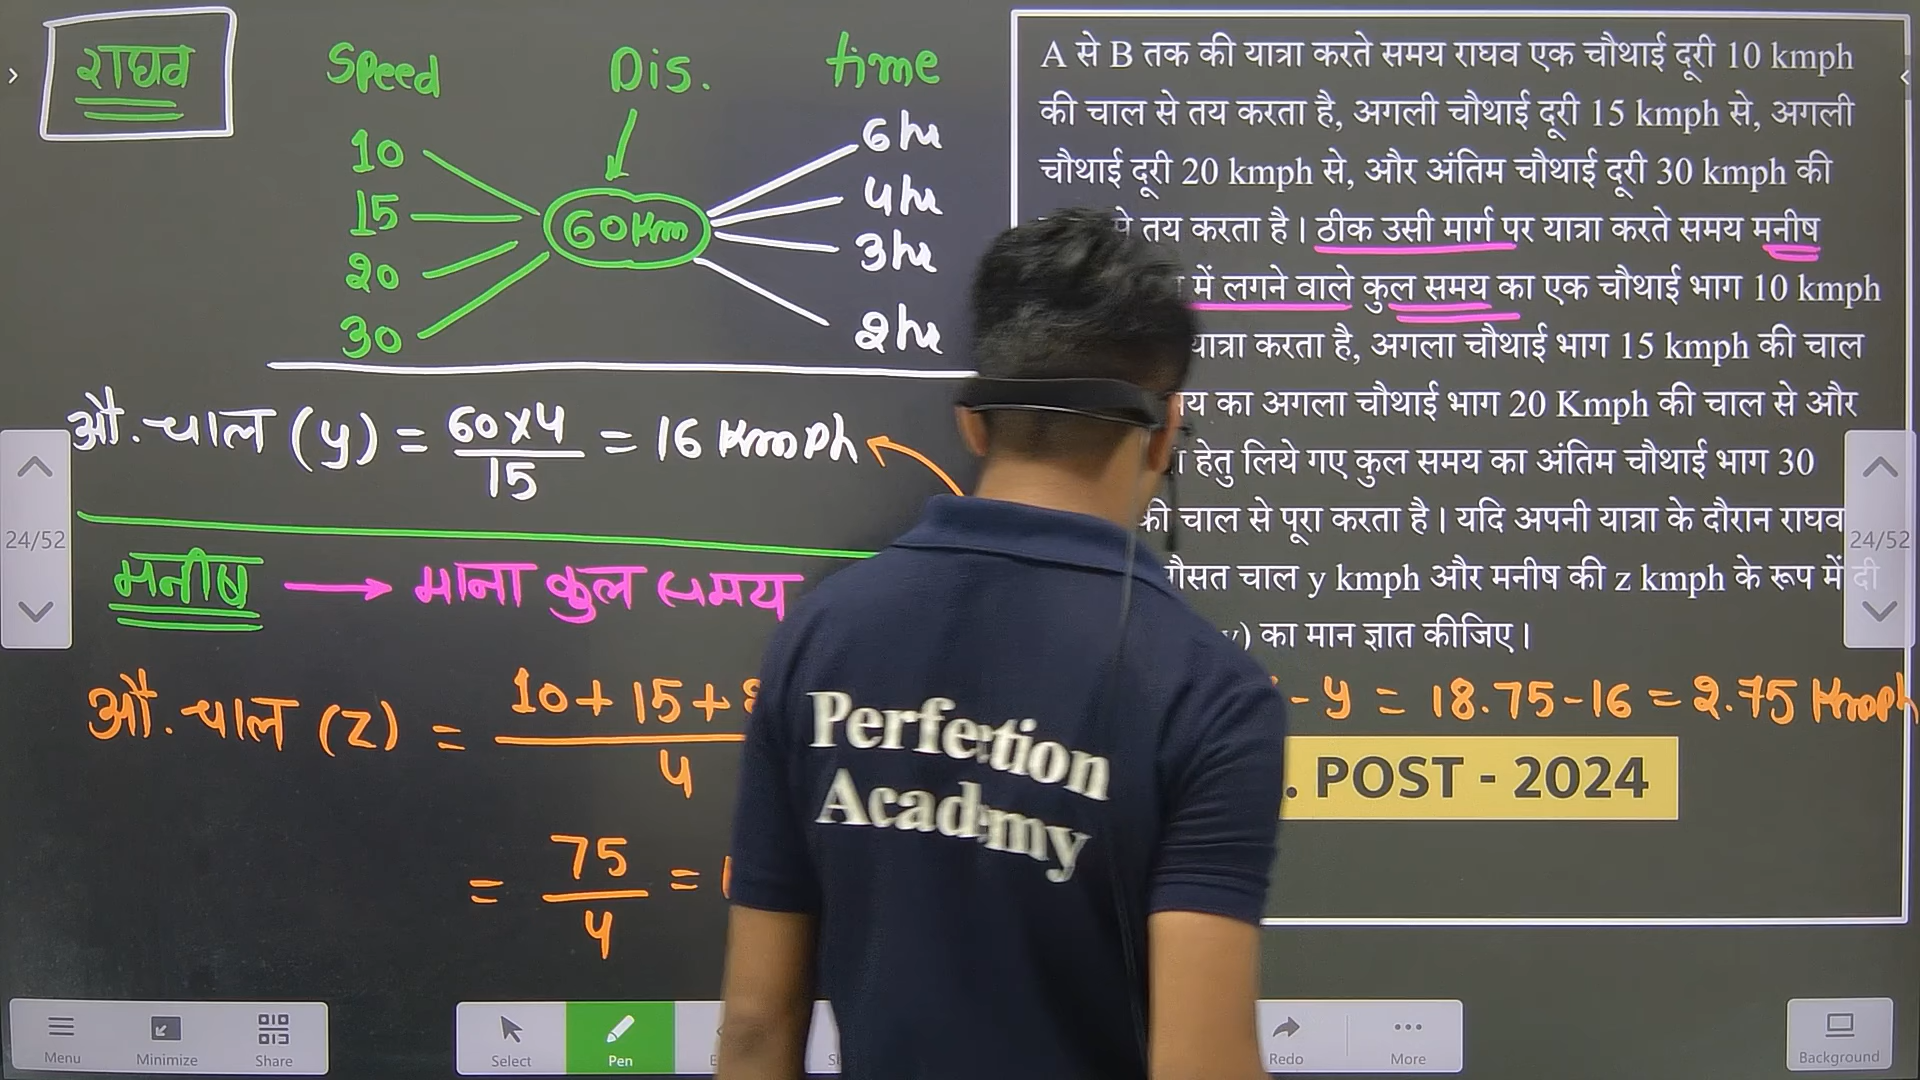 राघव
Speed Dis. time
10
15
20
30
60Km
6hr
4hr
3hr
2hr
औ. चाल (y) = 60x4 / 15 = 16 Kmph
मनीष → माना कुल समय
औ. चाल (z) = 10 + 15 + / 4
= 75 / 4 =
A से B तक की यात्रा करते समय राघव एक चौथाई दूरी 10 kmph
की चाल से तय करता है, अगली चौथाई दूरी 15 kmph से, अगली
चौथाई दूरी 20 kmph से, और अंतिम चौथाई दूरी 30 kmph की
से तय करता है। ठीक उसी मार्ग पर यात्रा करते समय मनीष
में लगने वाले कुल समय का एक चौथाई भाग 10 kmph
यात्रा करता है, अगला चौथाई भाग 15 kmph की चाल
का अगला चौथाई भाग 20 Kmph की चाल से और
हेतु लिये गए कुल समय का अंतिम चौथाई भाग 30
की चाल से पूरा करता है। यदि अपनी यात्रा के दौरान राघव
औसत चाल y kmph और मनीष की z kmph के रूप में दी
y) का मान ज्ञात कीजिए।
- y = 18.75 - 16 = 2.75 Kmph
. POST - 2024
24/52
24/52
Perfection
Academy
Menu Minimize Share Select Pen Redo More Background